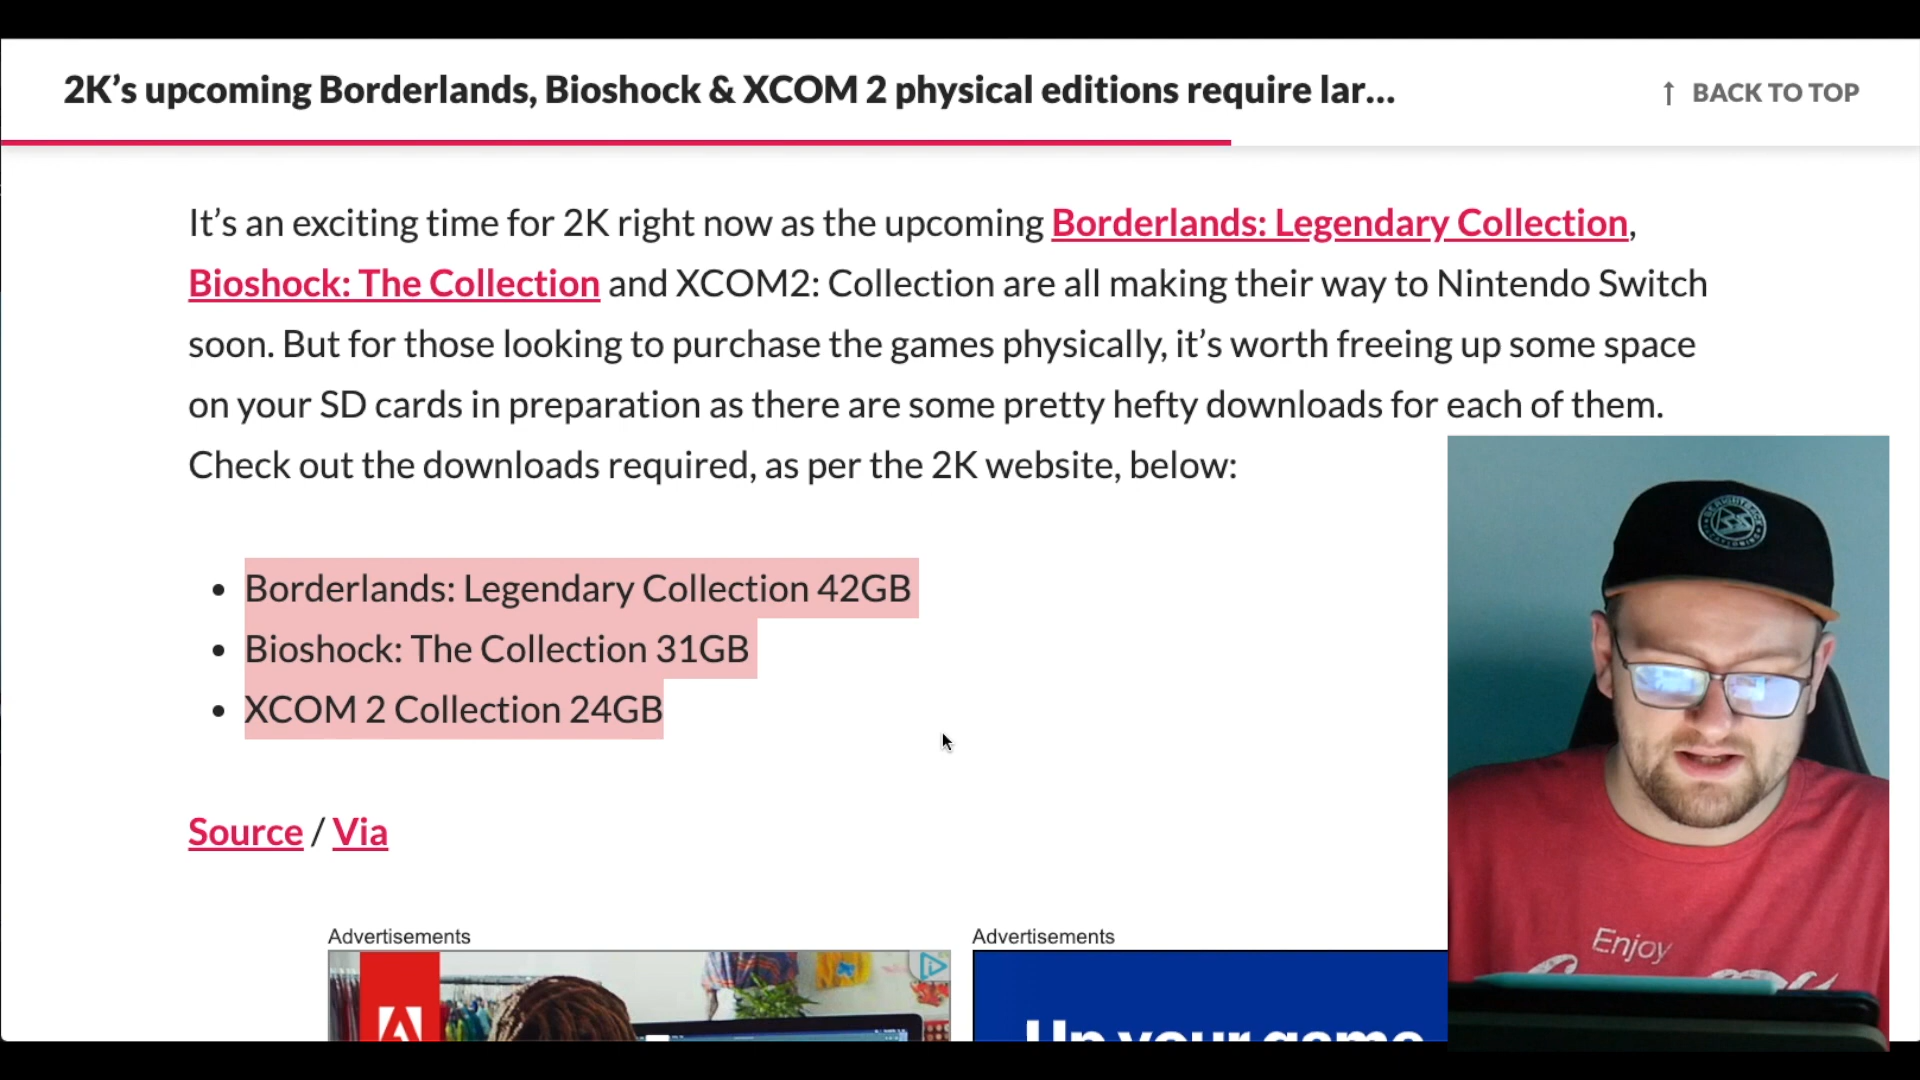 2K’s upcoming Borderlands, Bioshock & XCOM 2 physical editions require lar...
↑ BACK TO TOP
It’s an exciting time for 2K right now as the upcoming Borderlands: Legendary Collection,
Bioshock: The Collection and XCOM2: Collection are all making their way to Nintendo Switch
soon. But for those looking to purchase the games physically, it’s worth freeing up some space
on your SD cards in preparation as there are some pretty hefty downloads for each of them.
Check out the downloads required, as per the 2K website, below:
• Borderlands: Legendary Collection 42GB
• Bioshock: The Collection 31GB
• XCOM 2 Collection 24GB
Source / Via
Advertisements
Advertisements
Up your game
Enjoy